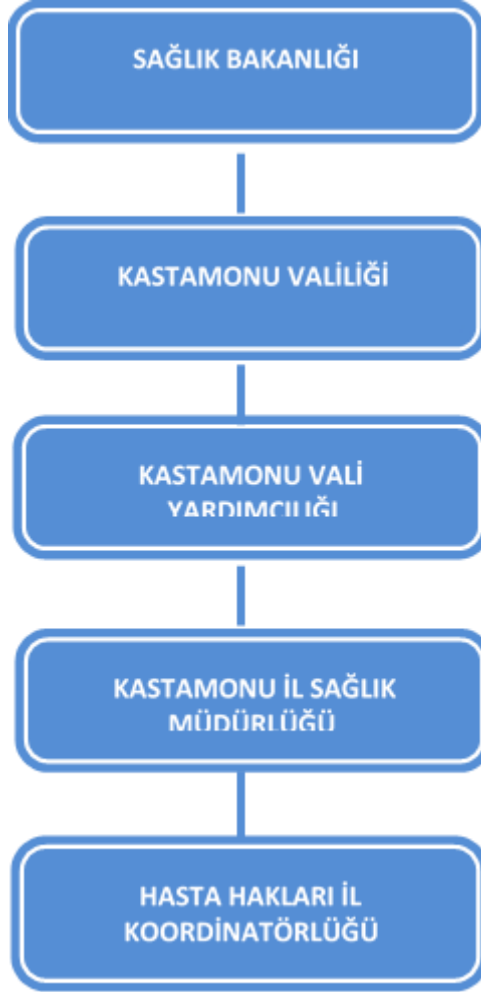 SAĞLIK BAKANLIĞI
KASTAMONU VALİLİĞİ
KASTAMONU VALİ
YARDIMCILIĞI
KASTAMONU İL SAĞLIK
MÜDÜRLÜĞÜ
HASTA HAKLARI İL
KOORDİNATÖRLÜĞÜ